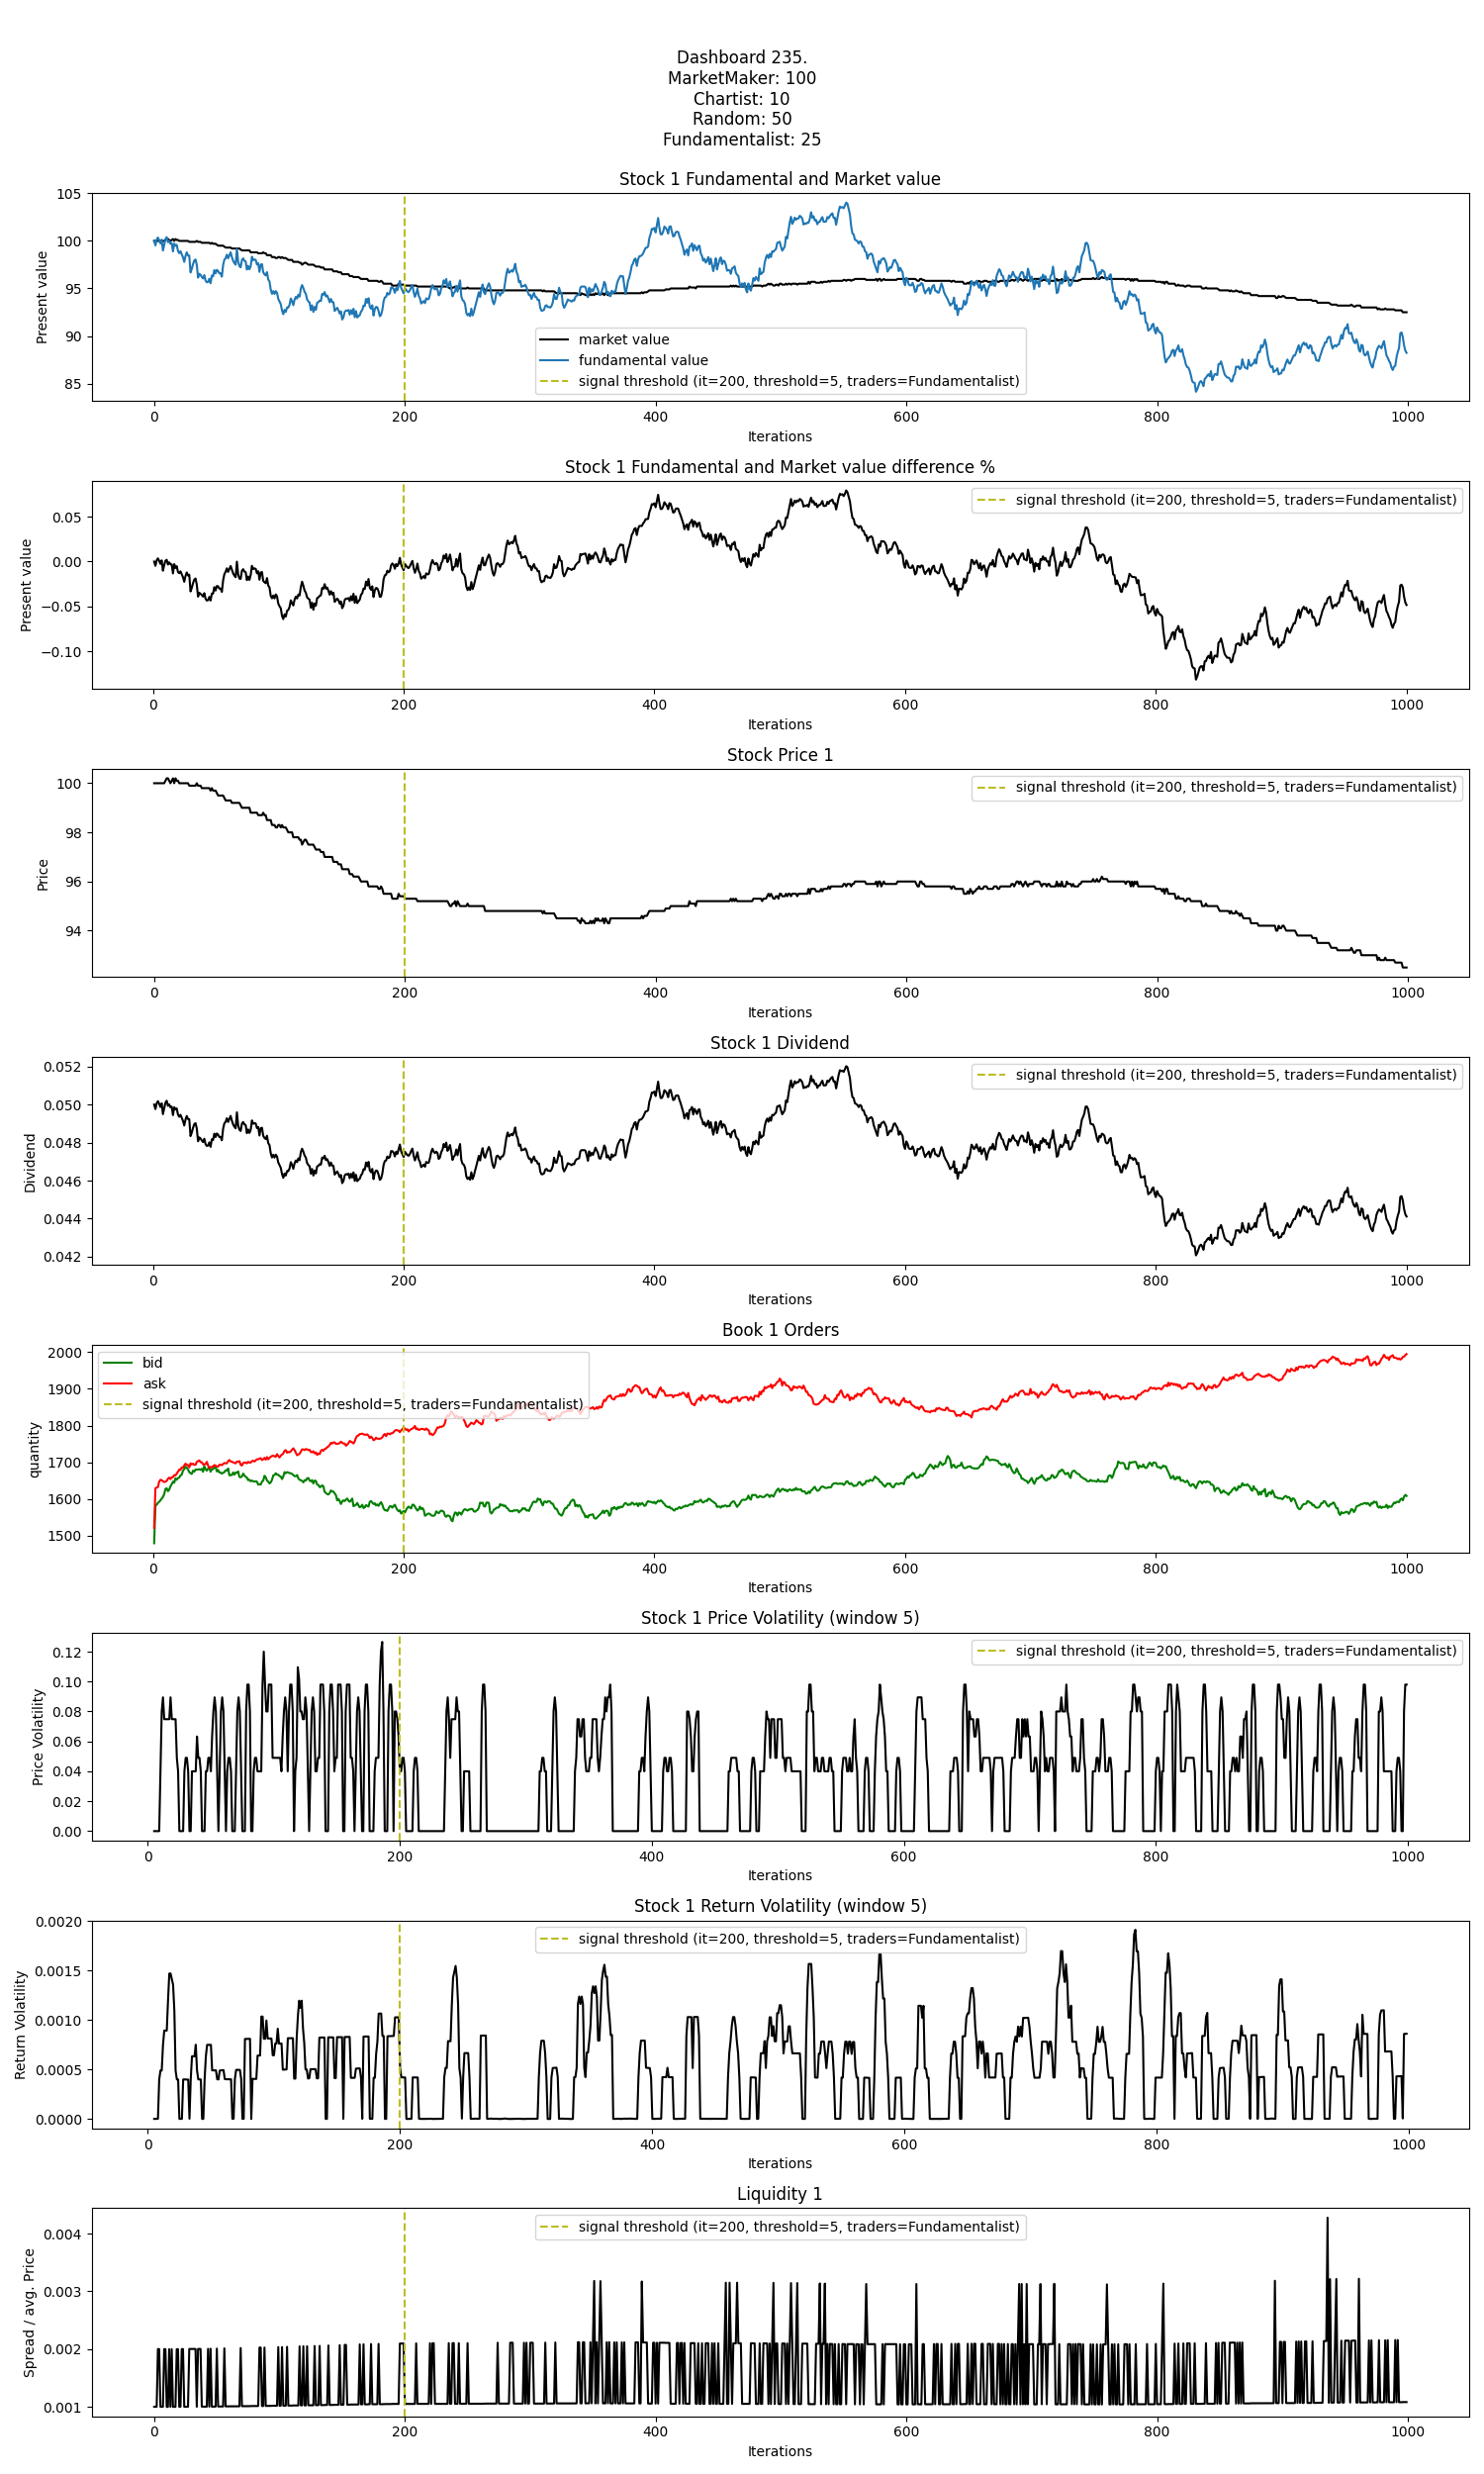 Dashboard 235.
MarketMaker: 100
Chartist: 10
Random: 50
Fundamentalist: 25
Stock 1 Fundamental and Market value
Present value
105
100
95
90
85
market value
fundamental value
signal threshold (it=200, threshold=5, traders=Fundamentalist)
0 200 400 600 800 1000
Iterations
Stock 1 Fundamental and Market value difference %
Present value
0.05
0.00
−0.05
−0.10
signal threshold (it=200, threshold=5, traders=Fundamentalist)
0 200 400 600 800 1000
Iterations
Stock Price 1
Price
100
98
96
94
signal threshold (it=200, threshold=5, traders=Fundamentalist)
0 200 400 600 800 1000
Iterations
Stock 1 Dividend
Dividend
0.052
0.050
0.048
0.046
0.044
0.042
signal threshold (it=200, threshold=5, traders=Fundamentalist)
0 200 400 600 800 1000
Iterations
Book 1 Orders
quantity
2000
1900
1800
1700
1600
1500
bid
ask
signal threshold (it=200, threshold=5, traders=Fundamentalist)
0 200 400 600 800 1000
Iterations
Stock 1 Price Volatility (window 5)
Price Volatility
0.12
0.10
0.08
0.06
0.04
0.02
0.00
signal threshold (it=200, threshold=5, traders=Fundamentalist)
0 200 400 600 800 1000
Iterations
Stock 1 Return Volatility (window 5)
Return Volatility
0.0020
0.0015
0.0010
0.0005
0.0000
signal threshold (it=200, threshold=5, traders=Fundamentalist)
0 200 400 600 800 1000
Iterations
Liquidity 1
Spread / avg. Price
0.004
0.003
0.002
0.001
signal threshold (it=200, threshold=5, traders=Fundamentalist)
0 200 400 600 800 1000
Iterations